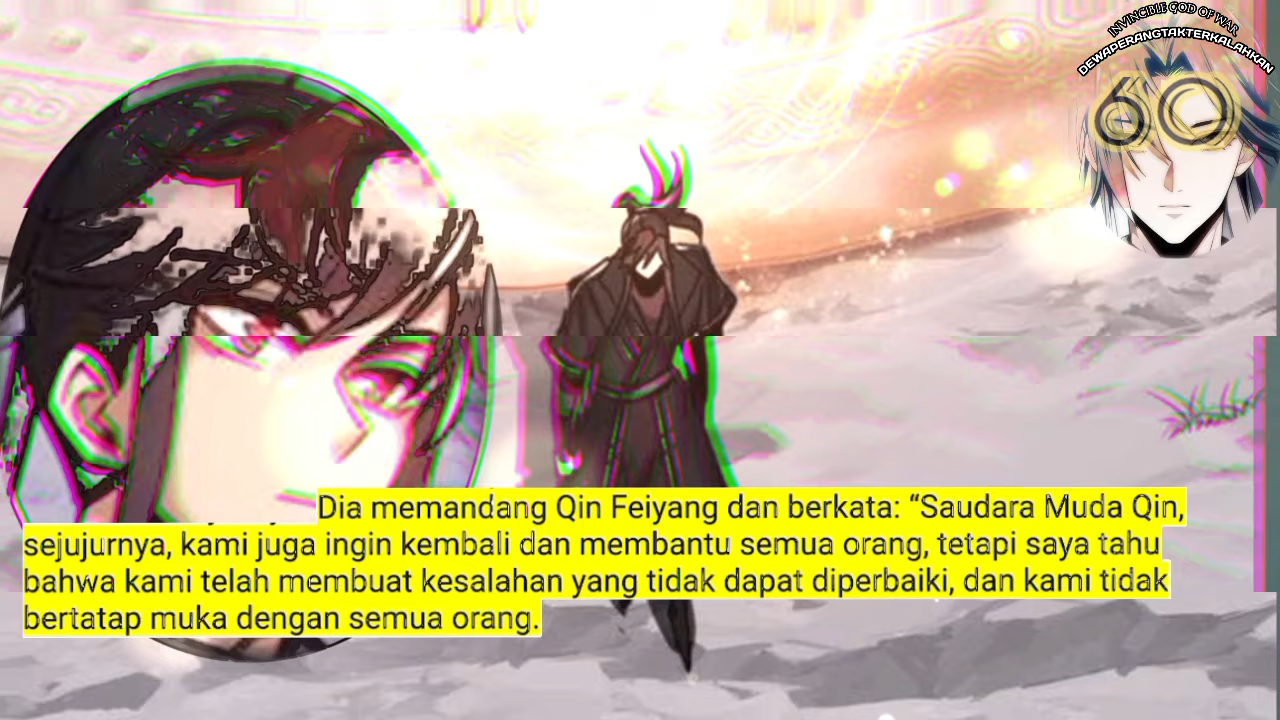 INVINCIBLE GOD OF WAR
DEWAPERANGTAKTERKALAHKAN
60
Dia memandang Qin Feiyang dan berkata: “Saudara Muda Qin,
sejujurnya, kami juga ingin kembali dan membantu semua orang, tetapi saya tahu
bahwa kami telah membuat kesalahan yang tidak dapat diperbaiki, dan kami tidak
bertatap muka dengan semua orang.